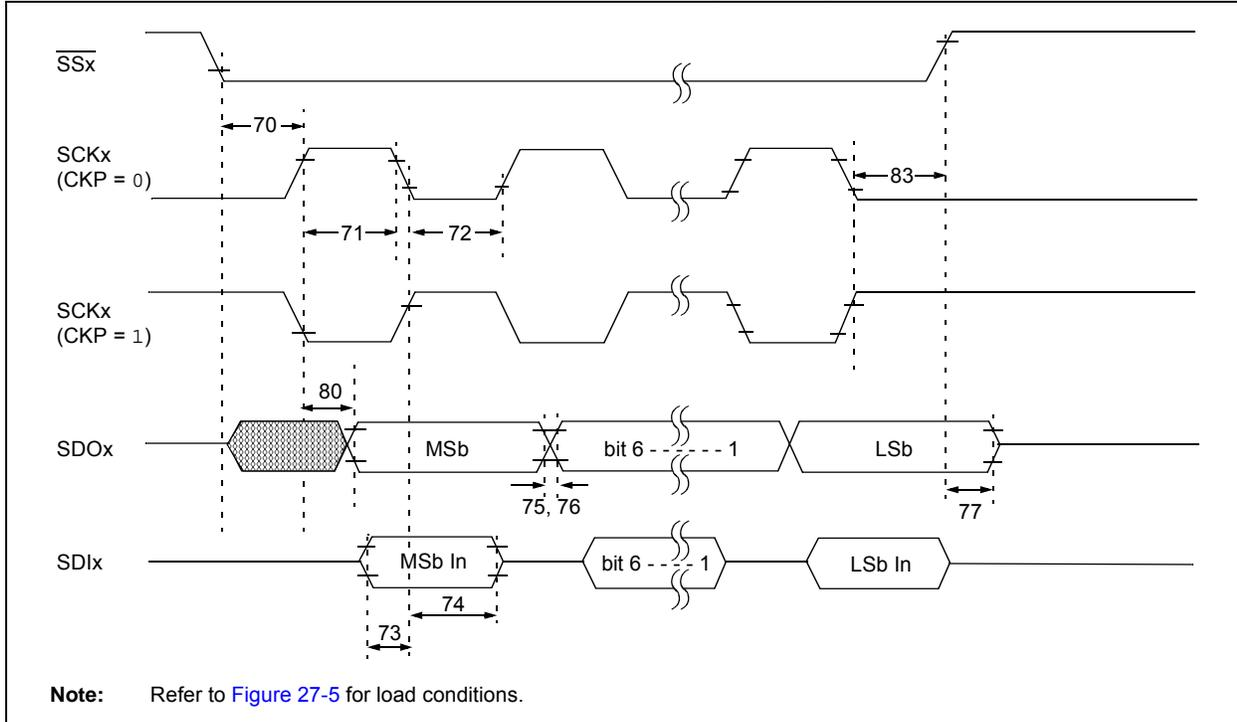 SSx
70
SCKx
(CKP = 0)
83
71
72
SCKx
(CKP = 1)
80
SDOx
MSb
bit 6 - - - - - - 1
LSb
75, 76
77
SDIx
MSb In
bit 6 - - - - 1
LSb In
74
73
Note: Refer to Figure 27-5 for load conditions.